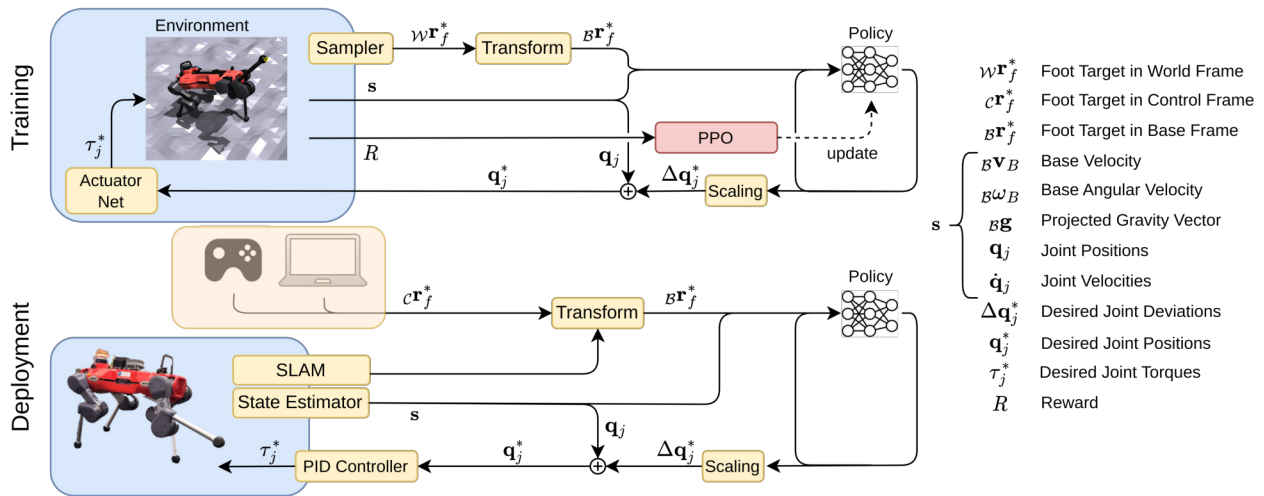 Training
Environment
Sampler
𝒲r*f
Transform
ℬr*f
Policy
s
τ*j
R
PPO
update
qj
Actuator
Net
q*j
Δq*j
Scaling
Deployment
𝒞r*f
Transform
ℬr*f
Policy
SLAM
State Estimator
s
qj
τ*j
PID Controller
q*j
Δq*j
Scaling
𝒲r*f Foot Target in World Frame
𝒞r*f Foot Target in Control Frame
ℬr*f Foot Target in Base Frame
s
ℬvB Base Velocity
ℬωB Base Angular Velocity
ℬg Projected Gravity Vector
qj Joint Positions
q̇j Joint Velocities
Δq*j Desired Joint Deviations
q*j Desired Joint Positions
τ*j Desired Joint Torques
R Reward